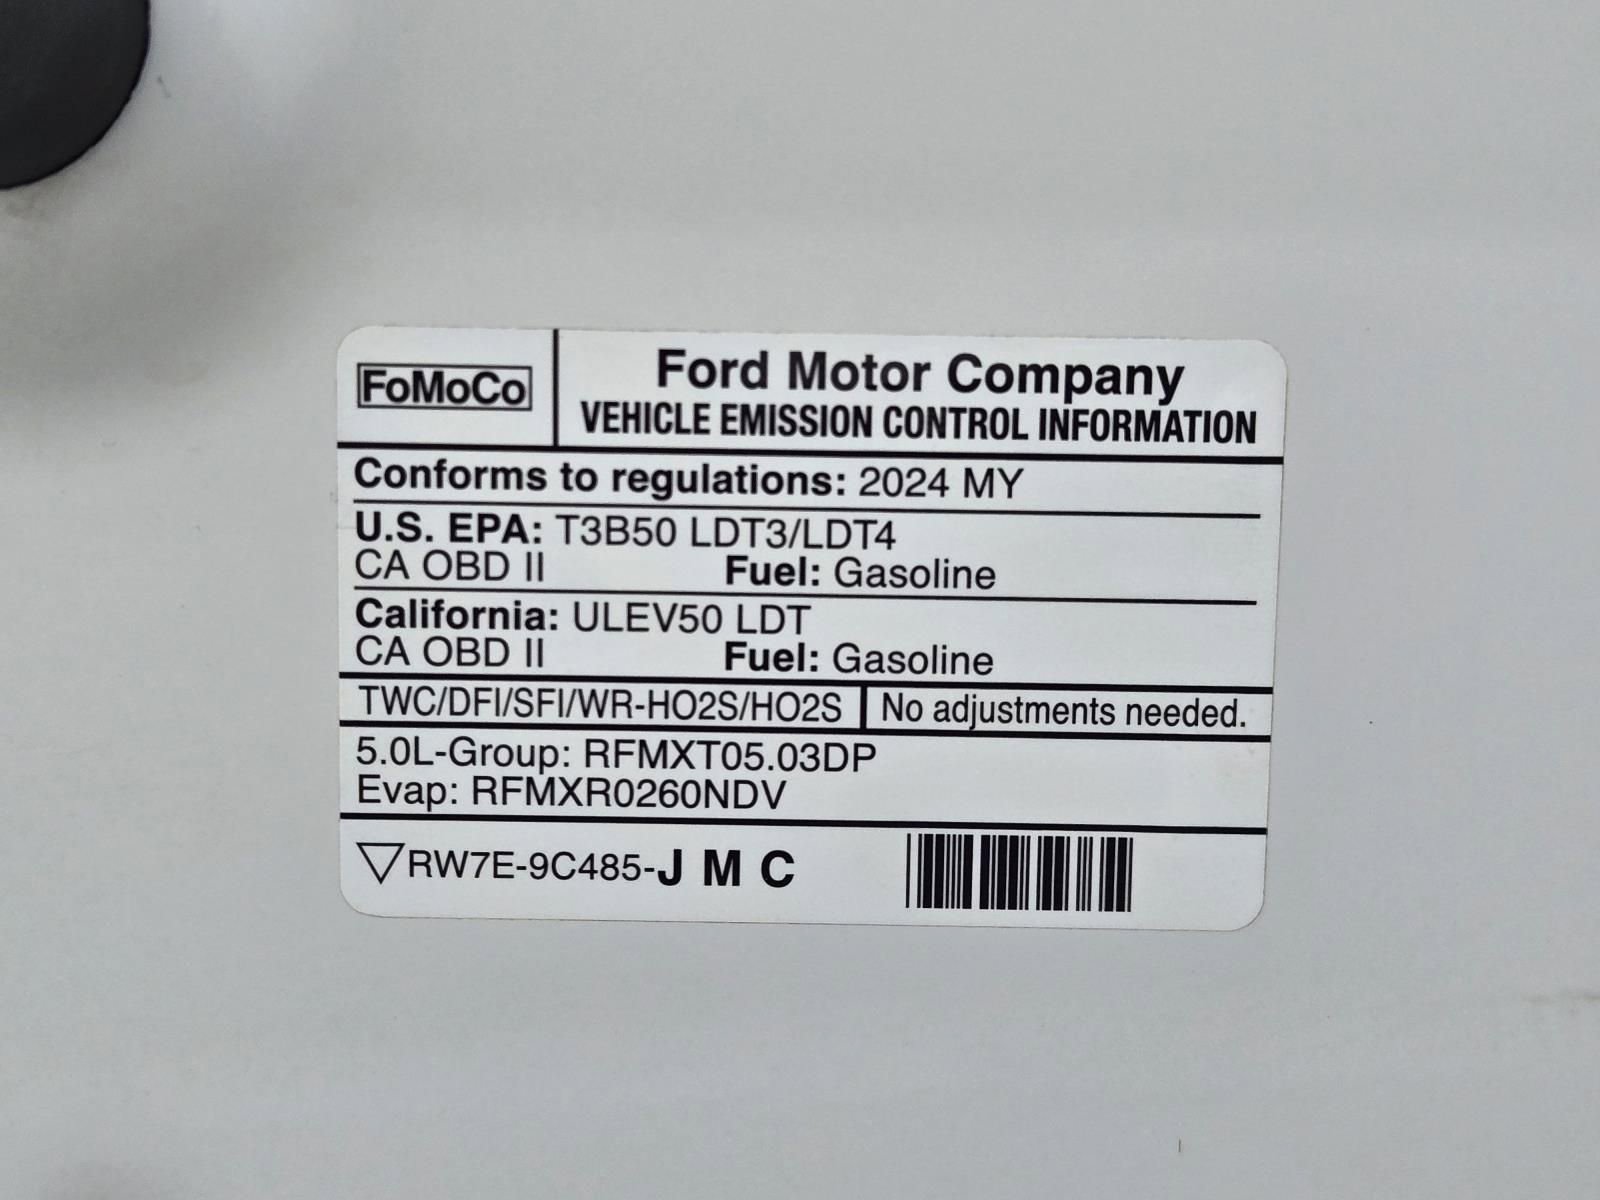 FoMoCo
Ford Motor Company
VEHICLE EMISSION CONTROL INFORMATION
Conforms to regulations: 2024 MY
U.S. EPA: T3B50 LDT3/LDT4
CA OBD II Fuel: Gasoline
California: ULEV50 LDT
CA OBD II Fuel: Gasoline
TWC/DFI/SFI/WR-HO2S/HO2S No adjustments needed.
5.0L-Group: RFMXT05.03DP
Evap: RFMXR0260NDV
RW7E-9C485-J M C